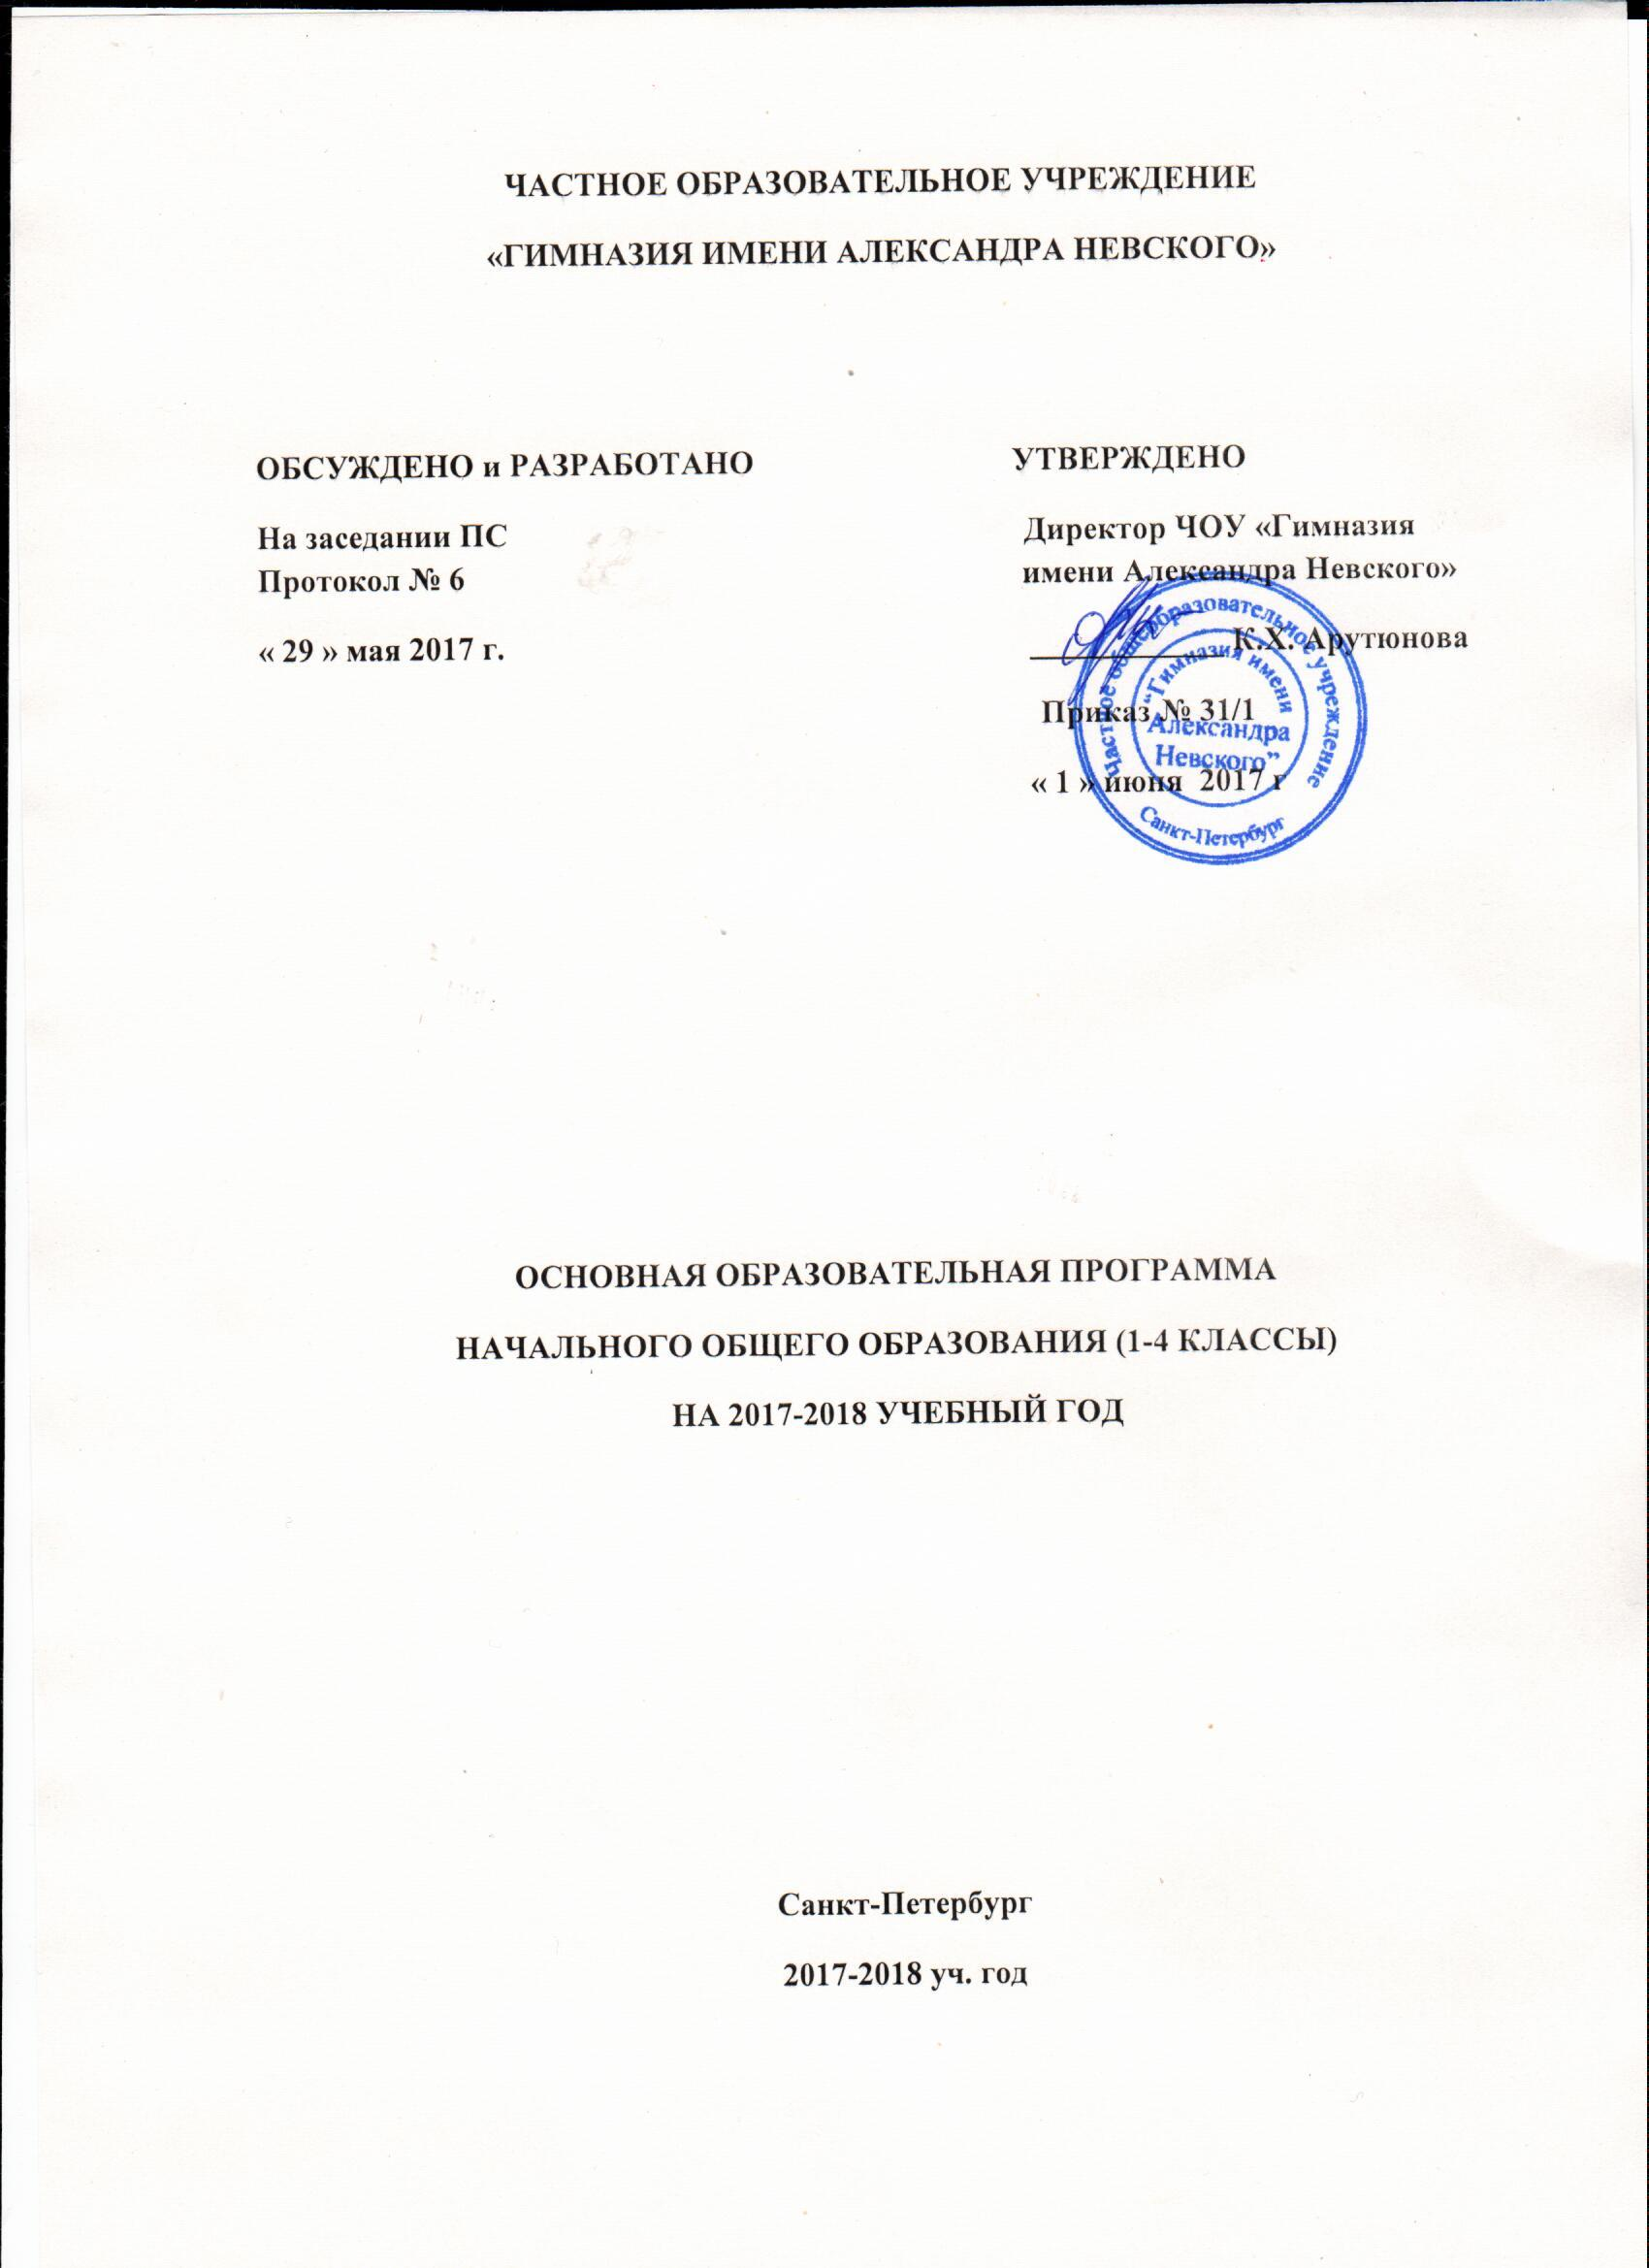 ЧАСТНОЕ ОБРАЗОВАТЕЛЬНОЕ УЧРЕЖДЕНИЕ
«ГИМНАЗИЯ ИМЕНИ АЛЕКСАНДРА НЕВСКОГО»
ОБСУЖДЕНО и РАЗРАБОТАНО
На заседании ПС
Протокол № 6
« 29 » мая 2017 г.
УТВЕРЖДЕНО
Директор ЧОУ «Гимназия
имени Александра Невского»
____________ К.Х. Арутюнова
Приказ № 31/1
« 1 » июня 2017 г
Частное общеобразовательное учреждение
“Гимназия имени
Александра
Невского”
Санкт-Петербург
ОСНОВНАЯ ОБРАЗОВАТЕЛЬНАЯ ПРОГРАММА
НАЧАЛЬНОГО ОБЩЕГО ОБРАЗОВАНИЯ (1-4 КЛАССЫ)
НА 2017-2018 УЧЕБНЫЙ ГОД
Санкт-Петербург
2017-2018 уч. год